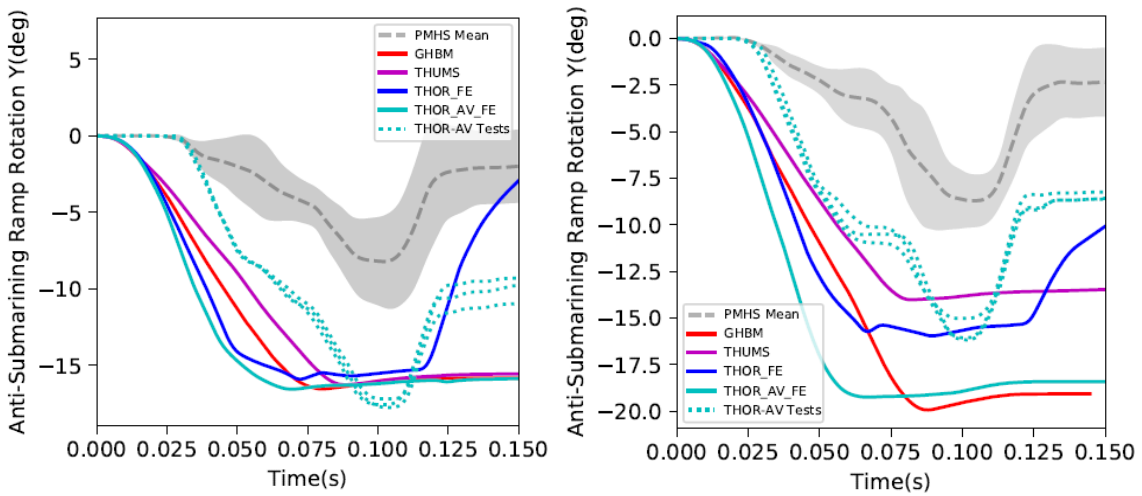 Anti-Submarining Ramp Rotation Y(deg)
5
0
−5
−10
−15
PMHS Mean
GHBM
THUMS
THOR_FE
THOR_AV_FE
THOR-AV Tests
0.000 0.025 0.050 0.075 0.100 0.125 0.150
Time(s)
Anti-Submarining Ramp Rotation Y(deg)
0.0
−2.5
−5.0
−7.5
−10.0
−12.5
−15.0
−17.5
−20.0
PMHS Mean
GHBM
THUMS
THOR_FE
THOR_AV_FE
THOR-AV Tests
0.000 0.025 0.050 0.075 0.100 0.125 0.150
Time(s)